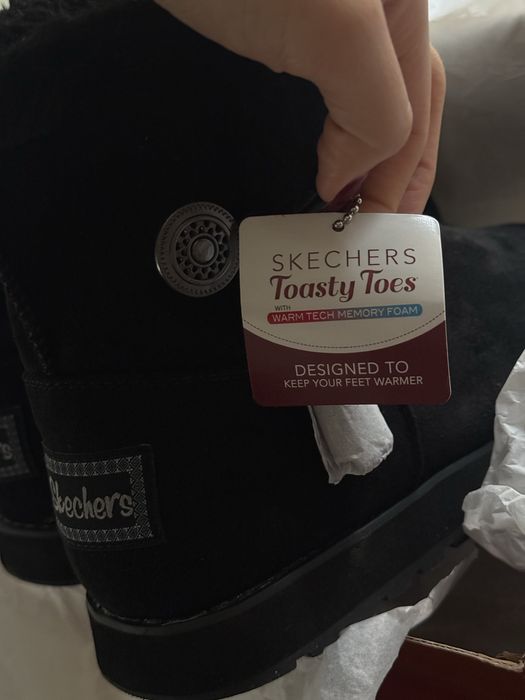 SKECHERS
Toasty Toes
WITH
WARM TECH MEMORY FOAM
DESIGNED TO
KEEP YOUR FEET WARMER
Skechers